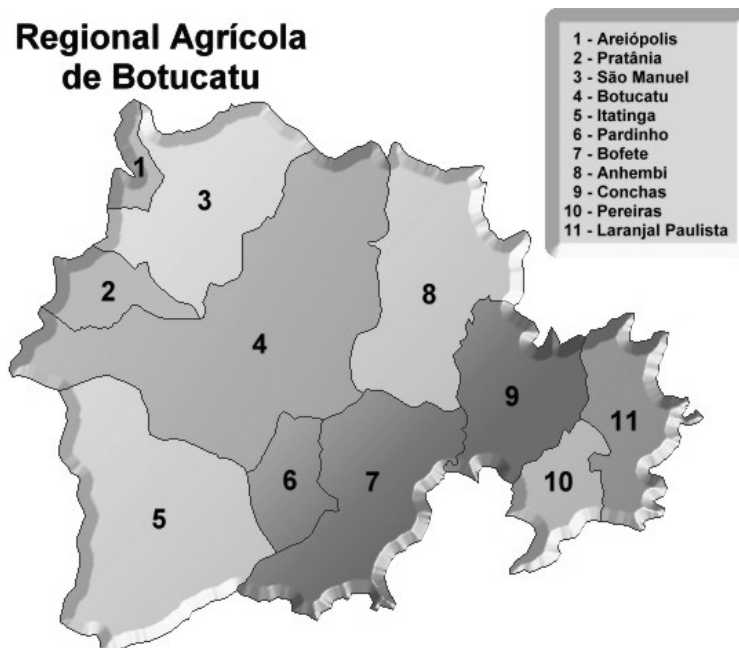 Regional Agrícola
de Botucatu
1 - Areiópolis
2 - Pratânia
3 - São Manuel
4 - Botucatu
5 - Itatinga
6 - Pardinho
7 - Bofete
8 - Anhembi
9 - Conchas
10 - Pereiras
11 - Laranjal Paulista
1
3
2
8
4
9
11
6
7
10
5